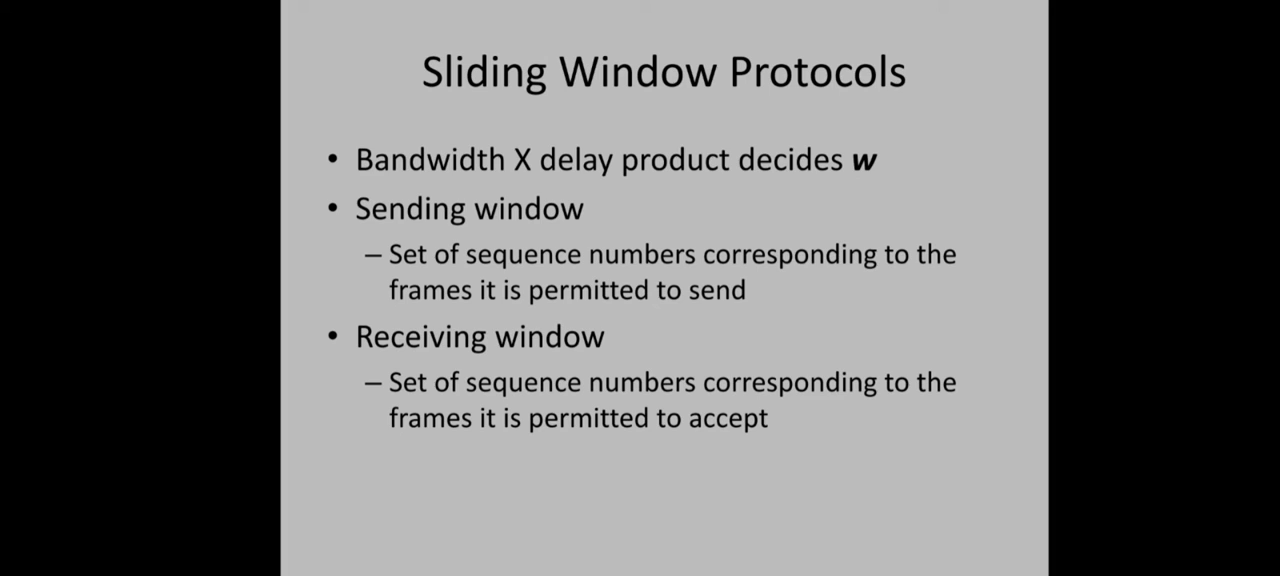 Sliding Window Protocols
• Bandwidth X delay product decides w
• Sending window
– Set of sequence numbers corresponding to the
frames it is permitted to send
• Receiving window
– Set of sequence numbers corresponding to the
frames it is permitted to accept